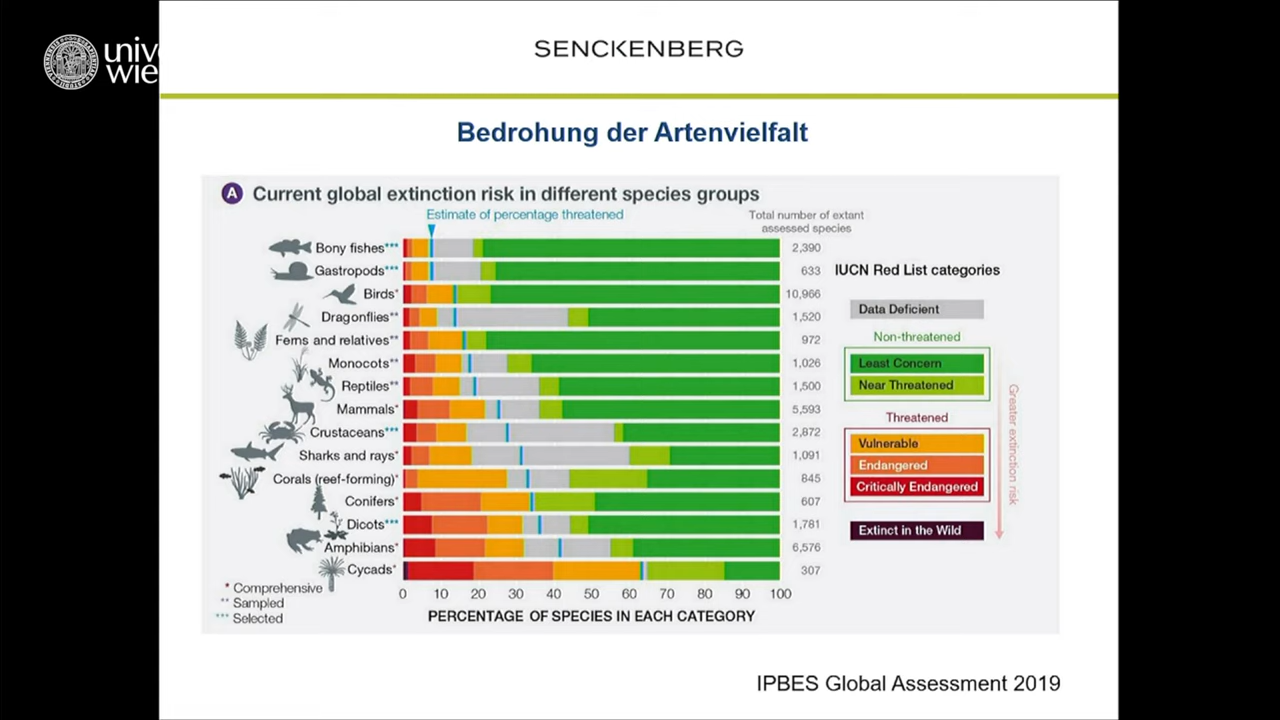 univ
wie
SENCKENBERG
Bedrohung der Artenvielfalt
A Current global extinction risk in different species groups
Estimate of percentage threatened
Total number of extant
assessed species
Bony fishes*** 2,390
Gastropods*** 633
Birds* 10,966
Dragonflies** 1,520
Ferns and relatives** 972
Monocots** 1,026
Reptiles** 1,500
Mammals* 5,593
Crustaceans*** 2,872
Sharks and rays* 1,091
Corals (reef-forming)* 845
Conifers* 607
Dicots*** 1,781
Amphibians* 6,576
Cycads* 307
0 10 20 30 40 50 60 70 80 90 100
PERCENTAGE OF SPECIES IN EACH CATEGORY
* Comprehensive
** Sampled
*** Selected
IUCN Red List categories
Data Deficient
Non-threatened
Least Concern
Near Threatened
Threatened
Vulnerable
Endangered
Critically Endangered
Extinct in the Wild
Greater extinction risk
IPBES Global Assessment 2019